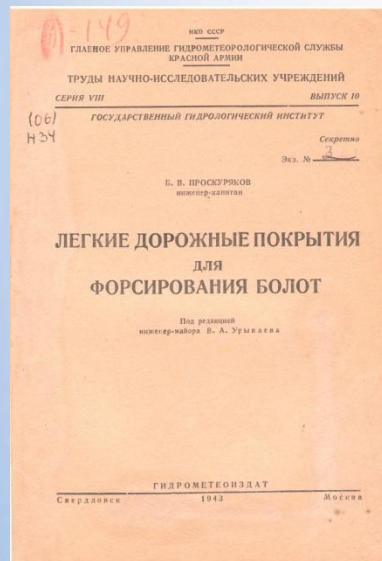 П-149
НКО СССР
ГЛАВНОЕ УПРАВЛЕНИЕ ГИДРОМЕТЕОРОЛОГИЧЕСКОЙ СЛУЖБЫ
КРАСНОЙ АРМИИ
ТРУДЫ НАУЧНО-ИССЛЕДОВАТЕЛЬСКИХ УЧРЕЖДЕНИЙ
СЕРИЯ VIII ВЫПУСК 10
ГОСУДАРСТВЕННЫЙ ГИДРОЛОГИЧЕСКИЙ ИНСТИТУТ
(06)
Н34
Секретно
Экз. № 3
Б. В. ПРОСКУРЯКОВ
инженер-капитан
ЛЕГКИЕ ДОРОЖНЫЕ ПОКРЫТИЯ
ДЛЯ
ФОРСИРОВАНИЯ БОЛОТ
Под редакцией
инженер-майора В. А. Урываева
ГИДРОМЕТЕОИЗДАТ
Свердловск 1943 Москва